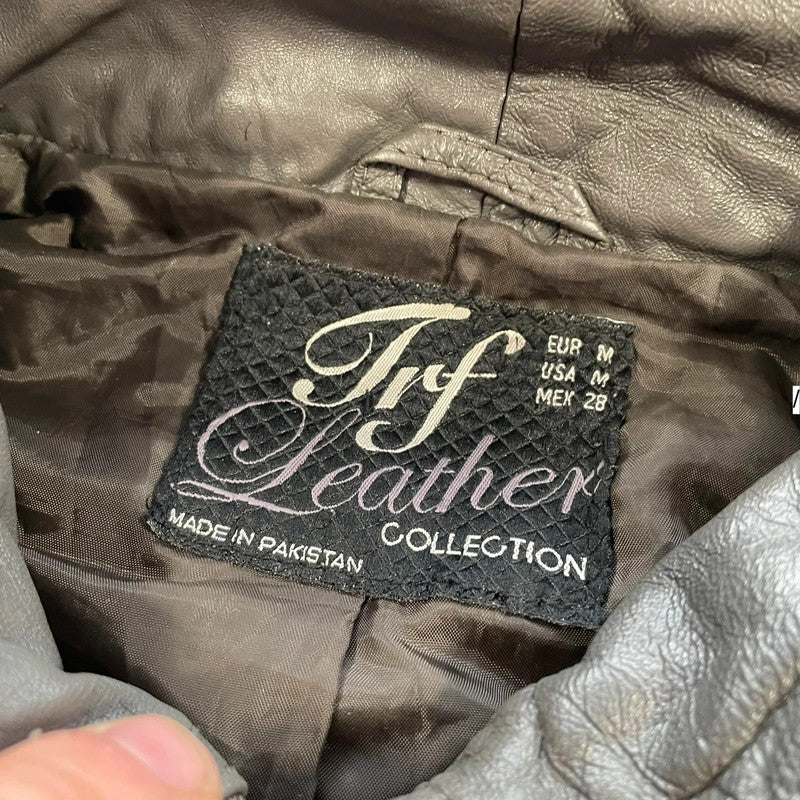 Trf
Leather
COLLECTION
MADE IN PAKISTAN
EUR M
USA M
MEX 28